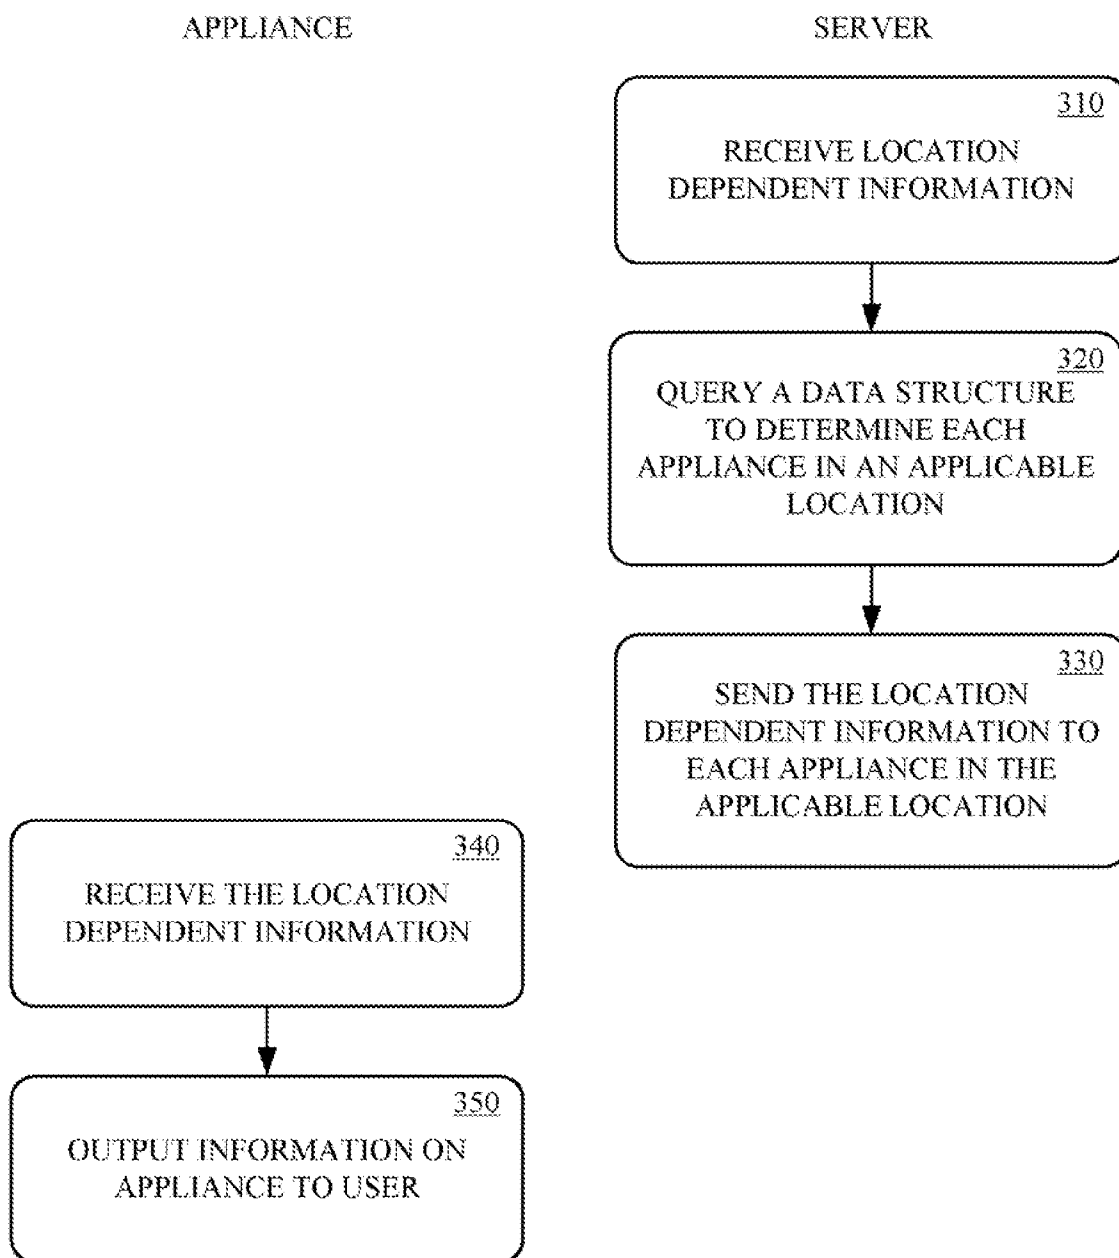 APPLIANCE
SERVER
310
RECEIVE LOCATION
DEPENDENT INFORMATION
320
QUERY A DATA STRUCTURE
TO DETERMINE EACH
APPLIANCE IN AN APPLICABLE
LOCATION
330
SEND THE LOCATION
DEPENDENT INFORMATION TO
EACH APPLIANCE IN THE
APPLICABLE LOCATION
340
RECEIVE THE LOCATION
DEPENDENT INFORMATION
350
OUTPUT INFORMATION ON
APPLIANCE TO USER